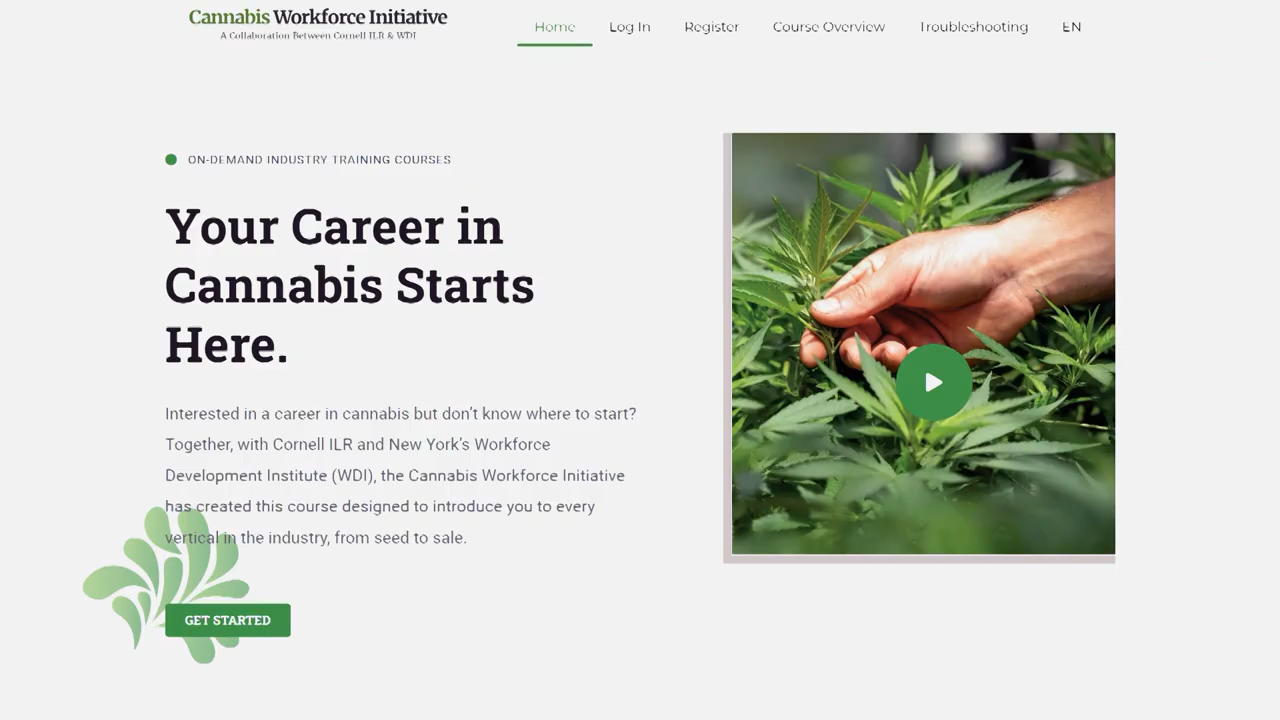 Cannabis Workforce Initiative
A Collaboration Between Cornell ILR & WDI
Home Log In Register Course Overview Troubleshooting EN
ON-DEMAND INDUSTRY TRAINING COURSES
Your Career in
Cannabis Starts
Here.
Interested in a career in cannabis but don't know where to start?
Together, with Cornell ILR and New York's Workforce
Development Institute (WDI), the Cannabis Workforce Initiative
has created this course designed to introduce you to every
vertical in the industry, from seed to sale.
GET STARTED